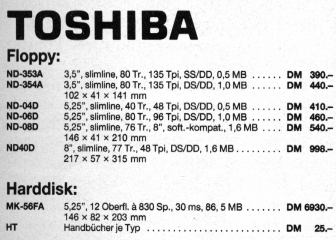 TOSHIBA
Floppy:
ND-353A 3,5", slimline, 80 Tr., 135 Tpi, SS/DD, 0,5 MB ...... DM 390.–
ND-354A 3,5", slimline, 80 Tr., 135 Tpi, DS/DD, 1,0 MB ...... DM 440.–
102 × 41 × 141 mm
ND-04D 5,25", slimline, 40 Tr., 48 Tpi, DS/DD, 0,5 MB ...... DM 410.–
ND-06D 5,25", slimline, 80 Tr., 96 Tpi, DS/DD, 1,0 MB ...... DM 460.–
ND-08D 5,25", slimline, 76 Tr., 8", soft.-kompat., 1,6 MB .... DM 540.–
146 × 41 × 210 mm
ND40D 8", slimline, 77 Tr., 48 Tpi, DS/DD, 1,6 MB ........ DM 998.–
217 × 57 × 315 mm
Harddisk:
MK-56FA 5,25", 12 Oberfl. à 830 Sp., 30 ms, 86, 5 MB ....... DM 6930.–
146 × 82 × 203 mm
HT Handbücher je Typ ........................ DM 25.–